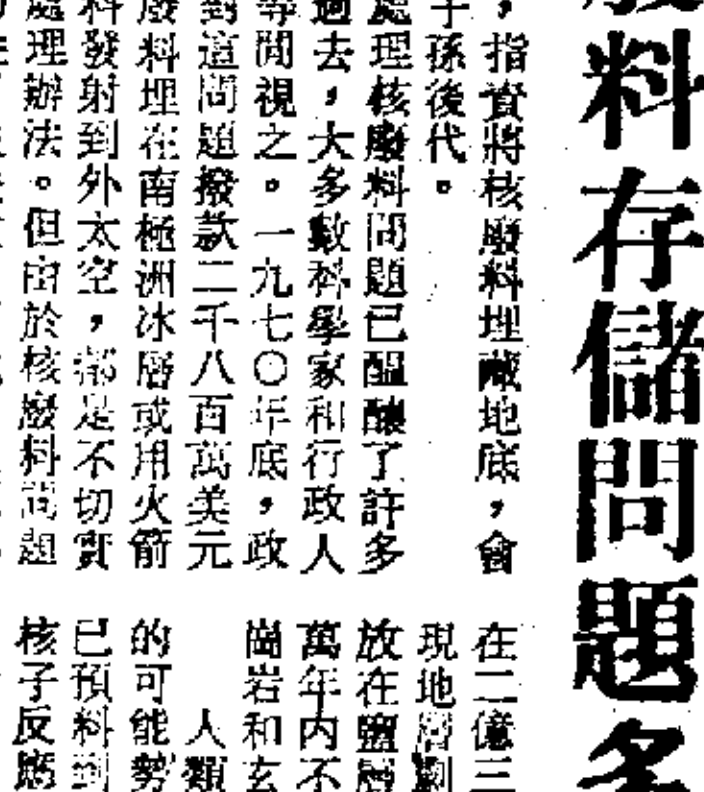 廢料存儲問題多
，指資將核廢料埋藏地底，會
子孫後代。
處理核廢料問題已醞釀了許多
過去，大多數科學家和行政人
等閒視之。一九七〇年底，政
對這問題撥款二千八百萬美元
廢料埋在南極洲冰層或用火箭
料發射到外太空，都是不切實
處理辦法。但由於核廢料問題
在二億三
現地層劇
放在鹽層
萬年內不
崗岩和玄
人類
的可能勢
已預料到
核子反應